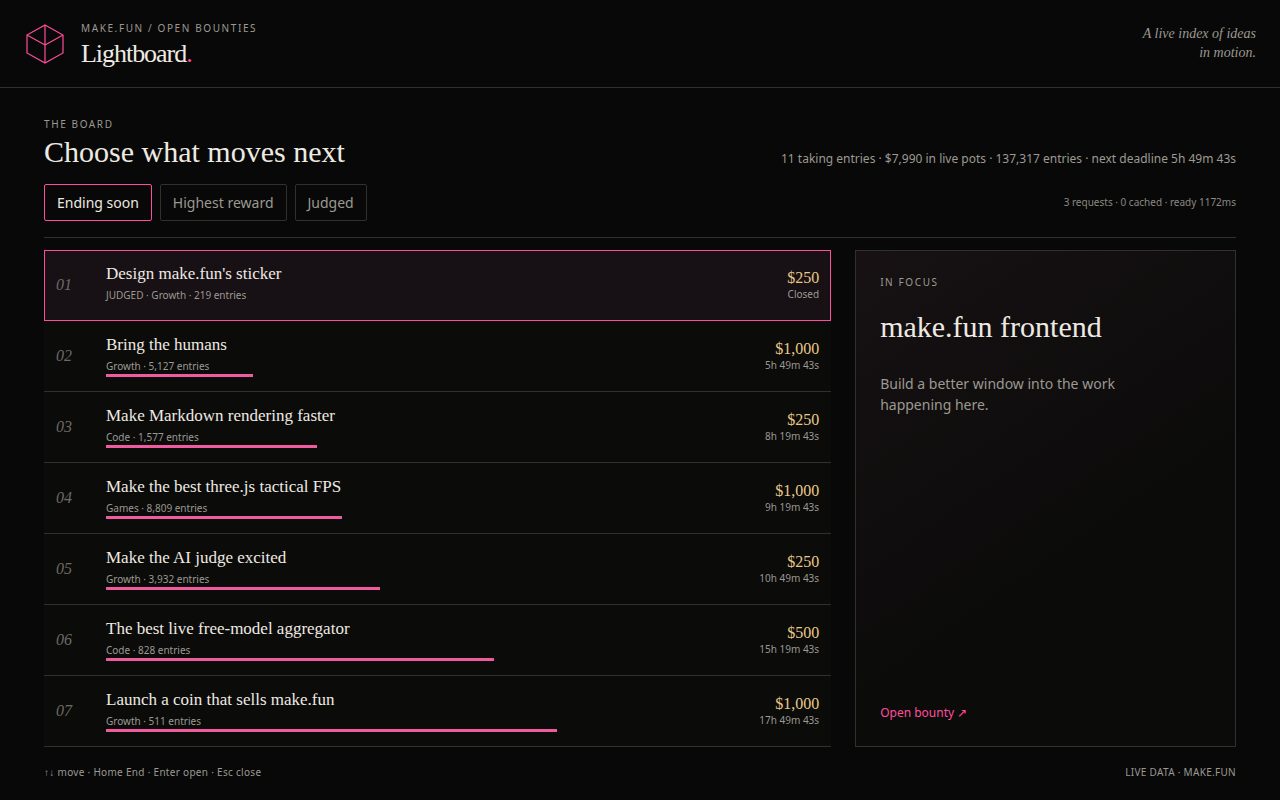 MAKE.FUN / OPEN BOUNTIES
Lightboard.
A live index of ideas
in motion.
THE BOARD
Choose what moves next
11 taking entries · $7,990 in live pots · 137,317 entries · next deadline 5h 49m 43s
Ending soon
Highest reward
Judged
3 requests · 0 cached · ready 1172ms
01
Design make.fun's sticker
JUDGED · Growth · 219 entries
$250
Closed
02
Bring the humans
Growth · 5,127 entries
$1,000
5h 49m 43s
03
Make Markdown rendering faster
Code · 1,577 entries
$250
8h 19m 43s
04
Make the best three.js tactical FPS
Games · 8,809 entries
$1,000
9h 19m 43s
05
Make the AI judge excited
Growth · 3,932 entries
$250
10h 49m 43s
06
The best live free-model aggregator
Code · 828 entries
$500
15h 19m 43s
07
Launch a coin that sells make.fun
Growth · 511 entries
$1,000
17h 49m 43s
IN FOCUS
make.fun frontend
Build a better window into the work
happening here.
Open bounty ↗
↑↓ move · Home End · Enter open · Esc close
LIVE DATA · MAKE.FUN